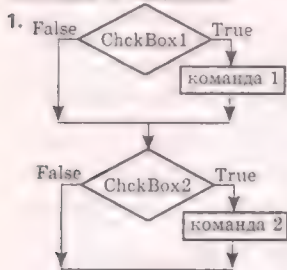 1. False True
ChckBox1
команда 1
False True
ChckBox2
команда 2